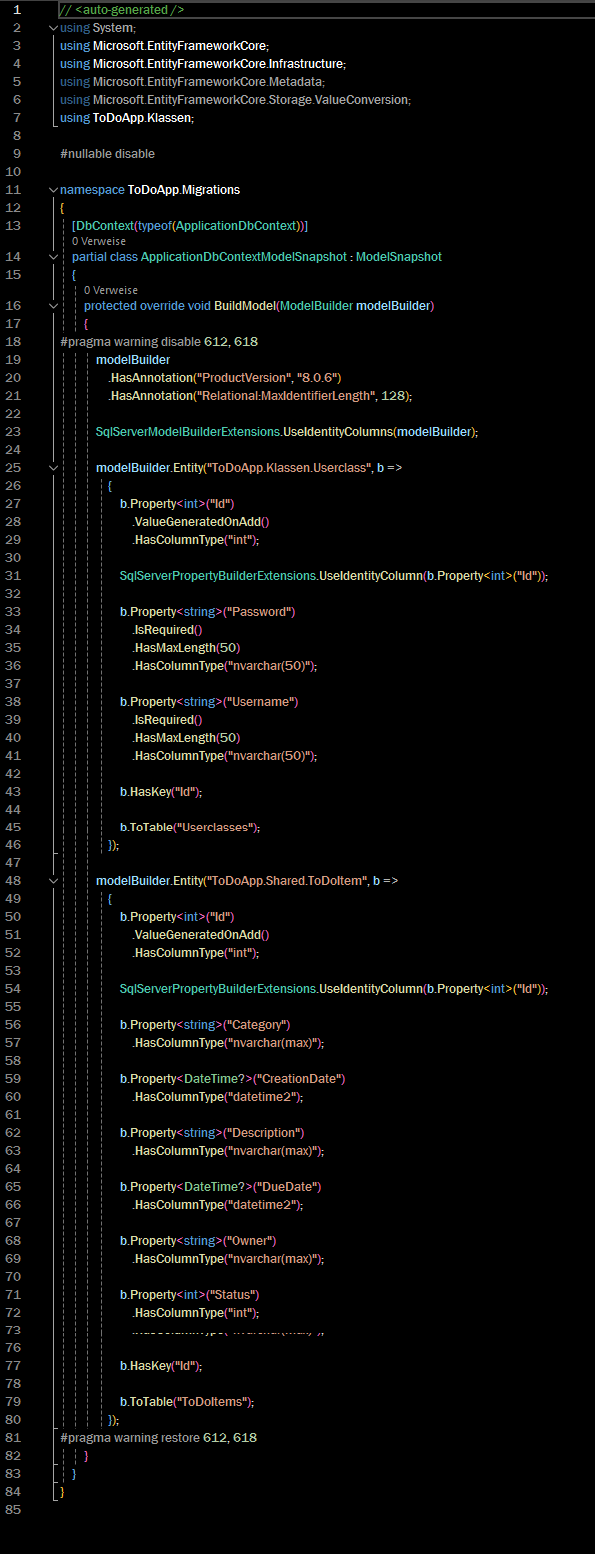 1 // <auto-generated />
2 using System;
3 using Microsoft.EntityFrameworkCore;
4 using Microsoft.EntityFrameworkCore.Infrastructure;
5 using Microsoft.EntityFrameworkCore.Metadata;
6 using Microsoft.EntityFrameworkCore.Storage.ValueConversion;
7 using ToDoApp.Klassen;
8
9 #nullable disable
10
11 namespace ToDoApp.Migrations
12 {
13 [DbContext(typeof(ApplicationDbContext))]
0 Verweise
14 partial class ApplicationDbContextModelSnapshot : ModelSnapshot
15 {
0 Verweise
16 protected override void BuildModel(ModelBuilder modelBuilder)
17 {
18 #pragma warning disable 612, 618
19 modelBuilder
20 .HasAnnotation("ProductVersion", "8.0.6")
21 .HasAnnotation("Relational:MaxIdentifierLength", 128);
22
23 SqlServerModelBuilderExtensions.UseIdentityColumns(modelBuilder);
24
25 modelBuilder.Entity("ToDoApp.Klassen.Userclass", b =>
26 {
27 b.Property<int>("Id")
28 .ValueGeneratedOnAdd()
29 .HasColumnType("int");
30
31 SqlServerPropertyBuilderExtensions.UseIdentityColumn(b.Property<int>("Id"));
32
33 b.Property<string>("Password")
34 .IsRequired()
35 .HasMaxLength(50)
36 .HasColumnType("nvarchar(50)");
37
38 b.Property<string>("Username")
39 .IsRequired()
40 .HasMaxLength(50)
41 .HasColumnType("nvarchar(50)");
42
43 b.HasKey("Id");
44
45 b.ToTable("Userclasses");
46 });
47
48 modelBuilder.Entity("ToDoApp.Shared.ToDoItem", b =>
49 {
50 b.Property<int>("Id")
51 .ValueGeneratedOnAdd()
52 .HasColumnType("int");
53
54 SqlServerPropertyBuilderExtensions.UseIdentityColumn(b.Property<int>("Id"));
55
56 b.Property<string>("Category")
57 .HasColumnType("nvarchar(max)");
58
59 b.Property<DateTime?>("CreationDate")
60 .HasColumnType("datetime2");
61
62 b.Property<string>("Description")
63 .HasColumnType("nvarchar(max)");
64
65 b.Property<DateTime?>("DueDate")
66 .HasColumnType("datetime2");
67
68 b.Property<string>("Owner")
69 .HasColumnType("nvarchar(max)");
70
71 b.Property<int>("Status")
72 .HasColumnType("int");
73
76
77 b.HasKey("Id");
78
79 b.ToTable("ToDoItems");
80 });
81 #pragma warning restore 612, 618
82 }
83 }
84 }
85